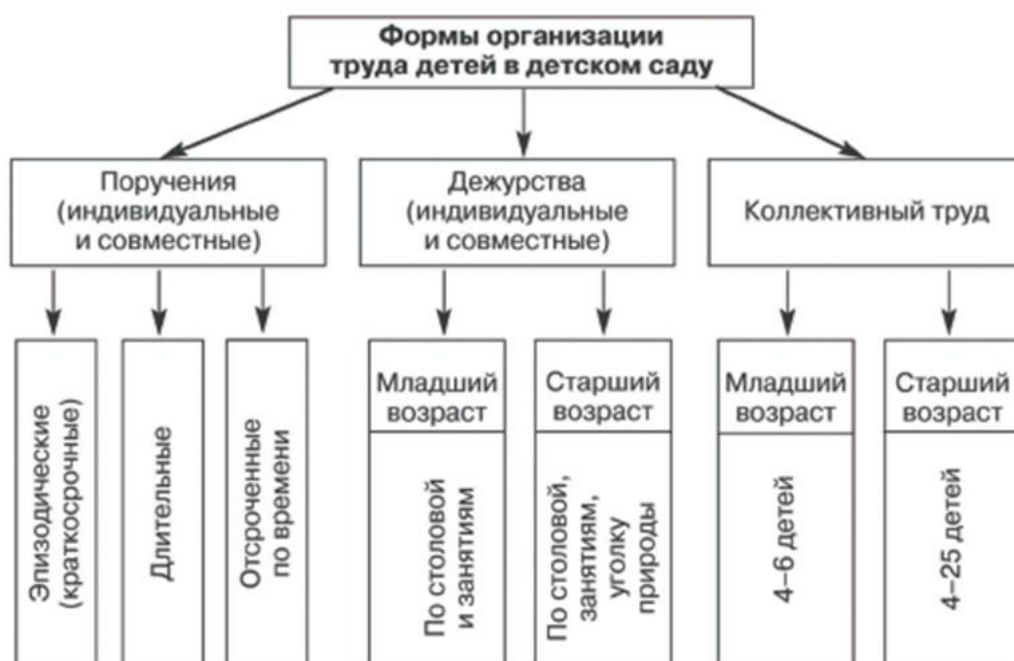 Формы организации
труда детей в детском саду
Поручения
(индивидуальные
и совместные)
Дежурства
(индивидуальные
и совместные)
Коллективный труд
Эпизодические
(краткосрочные)
Длительные
Отсроченные
по времени
Младший
возраст
По столовой
и занятиям
Старший
возраст
По столовой,
занятиям,
уголку
природы
Младший
возраст
4–6 детей
Старший
возраст
4–25 детей